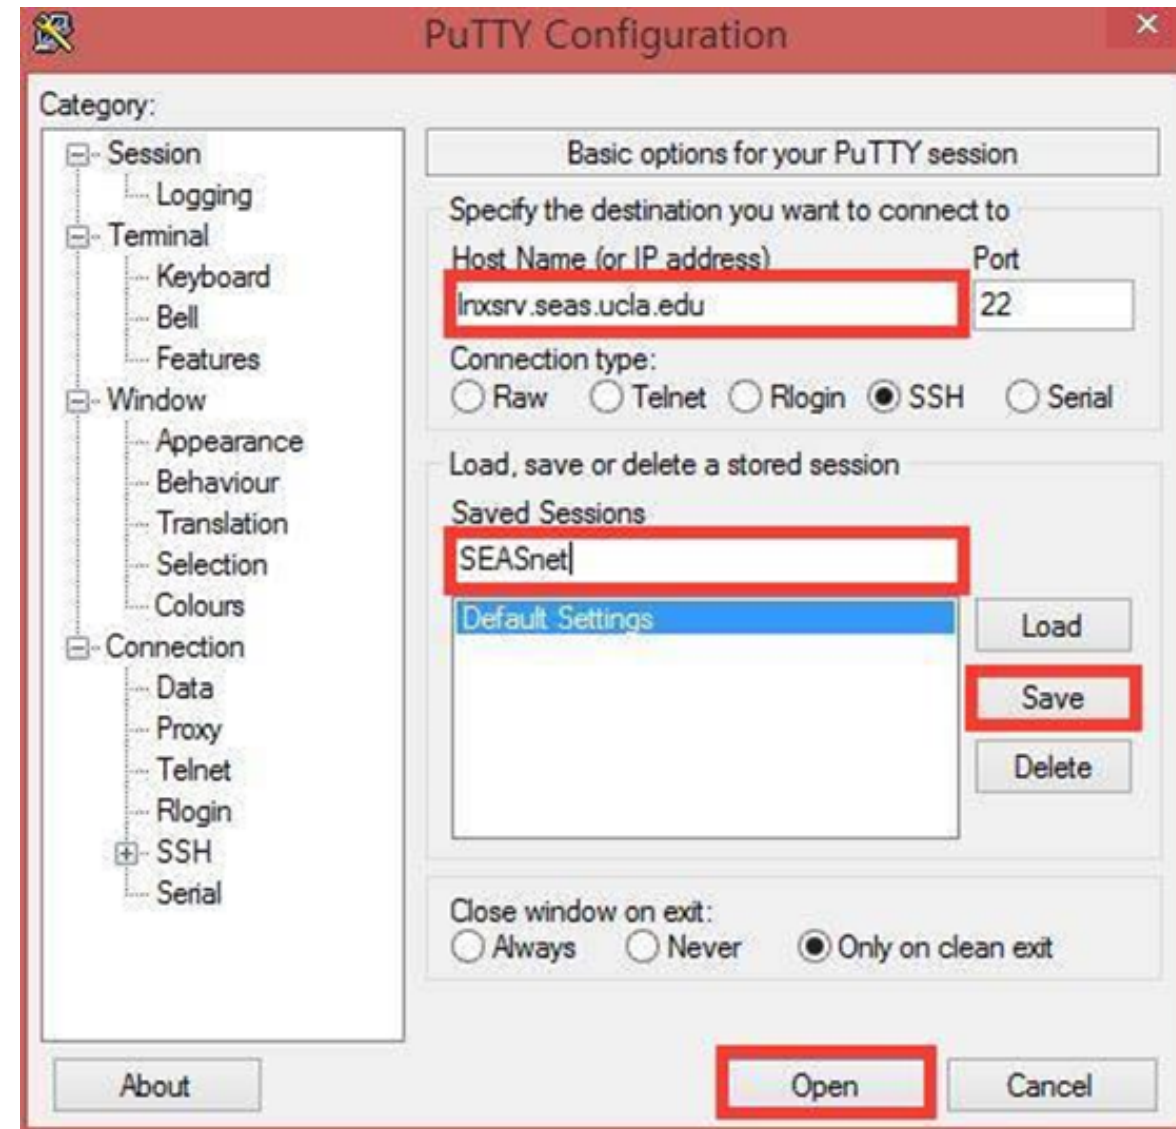 PuTTY Configuration
Category:
Session
Logging
Terminal
Keyboard
Bell
Features
Window
Appearance
Behaviour
Translation
Selection
Colours
Connection
Data
Proxy
Telnet
Rlogin
SSH
Serial
Basic options for your PuTTY session
Specify the destination you want to connect to
Host Name (or IP address) Port
lnxsrv.seas.ucla.edu 22
Connection type:
Raw Telnet Rlogin SSH Serial
Load, save or delete a stored session
Saved Sessions
SEASnet
Default Settings
Load
Save
Delete
Close window on exit:
Always Never Only on clean exit
About Open Cancel